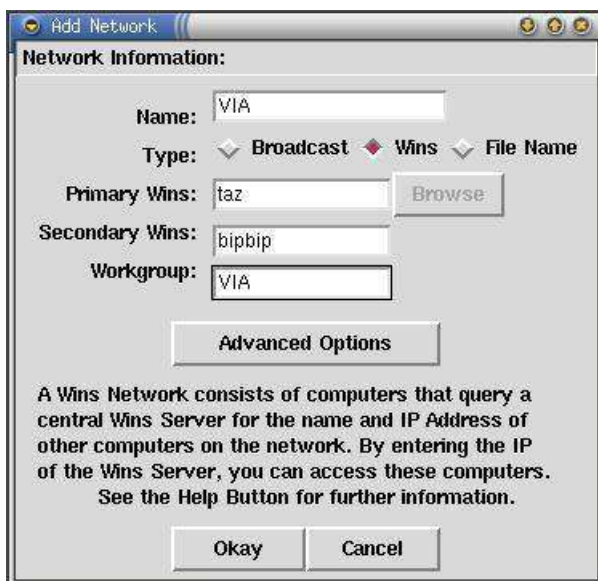 Add Network
Network Information:
Name: VIA
Type: Broadcast Wins File Name
Primary Wins: taz Browse
Secondary Wins: bipbip
Workgroup: VIA
Advanced Options
A Wins Network consists of computers that query a
central Wins Server for the name and IP Address of
other computers on the network. By entering the IP
of the Wins Server, you can access these computers.
See the Help Button for further information.
Okay Cancel